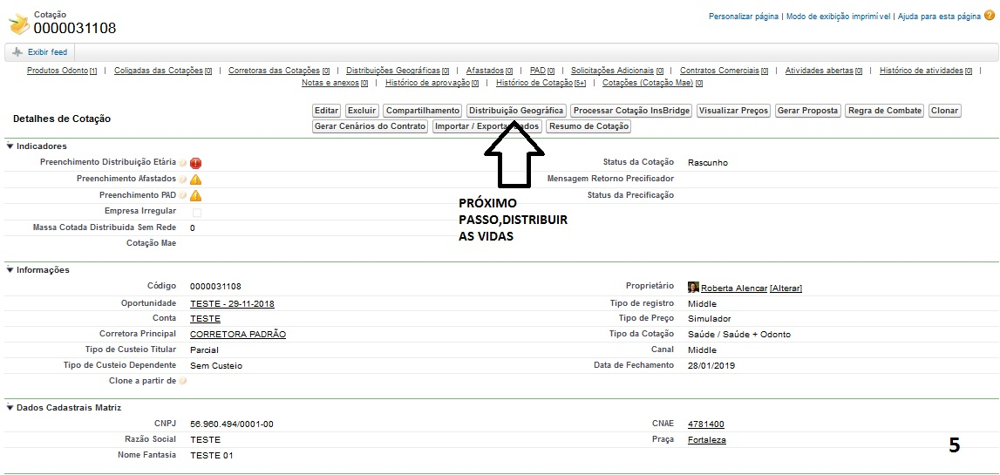 Cotação
0000031108
Personalizar página | Modo de exibição imprimível | Ajuda para esta página
Exibir feed
Produtos Odonto [1] | Coligadas das Cotações [0] | Corretoras das Cotações [0] | Distribuições Geográficas [0] | Afastados [0] | PAD [0] | Solicitações Adicionais [0] | Contratos Comerciais [0] | Atividades abertas [0] | Histórico de atividades [0] |
Notas e anexos [0] | Histórico de aprovação [0] | Histórico de Cotação [5+] | Cotações (Cotação Mae) [0]
Detalhes de Cotação
Editar Excluir Compartilhamento Distribuição Geográfica Processar Cotação InsBridge Visualizar Preços Gerar Proposta Regra de Combate Clonar
Gerar Cenários do Contrato Importar / Exportar Dados Resumo de Cotação
Indicadores
Preenchimento Distribuição Etária Status da Cotação Rascunho
Preenchimento Afastados Mensagem Retorno Precificador
Preenchimento PAD Status da Precificação
Empresa Irregular
Massa Cotada Distribuida Sem Rede 0
Cotação Mae
PRÓXIMO
PASSO,DISTRIBUIR
AS VIDAS
Informações
Código 0000031108 Proprietário Roberta Alencar [Alterar]
Oportunidade TESTE - 29-11-2018 Tipo de registro Middle
Conta TESTE Tipo de Preço Simulador
Corretora Principal CORRETORA PADRÃO Tipo da Cotação Saúde / Saúde + Odonto
Tipo de Custeio Titular Parcial Canal Middle
Tipo de Custeio Dependente Sem Custeio Data de Fechamento 28/01/2019
Clone a partir de
Dados Cadastrais Matriz
CNPJ 56.960.494/0001-00 CNAE 4781400
Razão Social TESTE Praça Fortaleza
Nome Fantasia TESTE 01
5